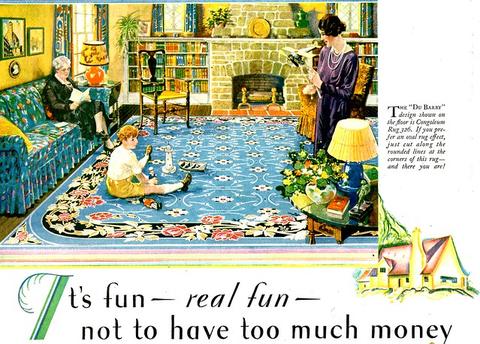 THE "DU BARRY"
design shown on
the floor is Congoleum
Rug 326. If you pre-
fer an oval rug effect,
just cut along the
rounded lines at the
corners of this rug—
and there you are!
It's fun — real fun —
not to have too much money